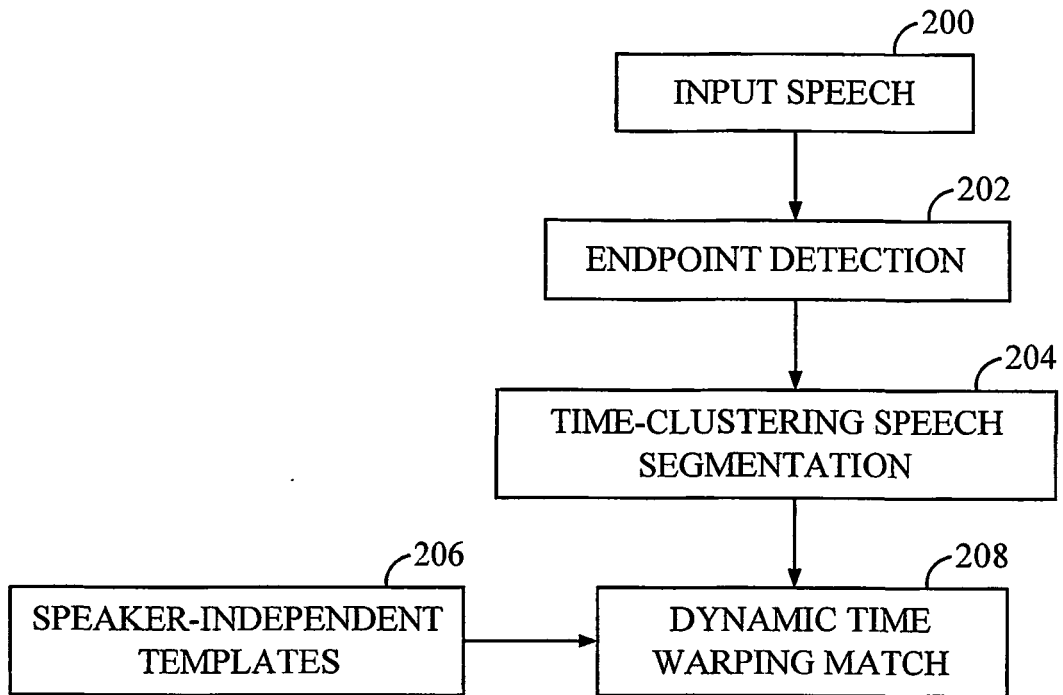 200
INPUT SPEECH
202
ENDPOINT DETECTION
204
TIME-CLUSTERING SPEECH
SEGMENTATION
206
SPEAKER-INDEPENDENT
TEMPLATES
208
DYNAMIC TIME
WARPING MATCH